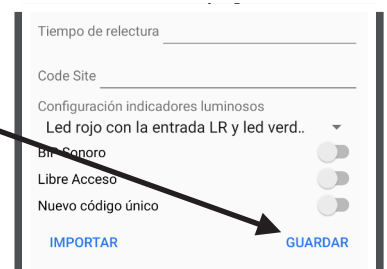 Tiempo de relectura
Code Site
Configuración indicadores luminosos
Led rojo con la entrada LR y led verd..
BIP Sonoro
Libre Acceso
Nuevo código único
IMPORTAR GUARDAR